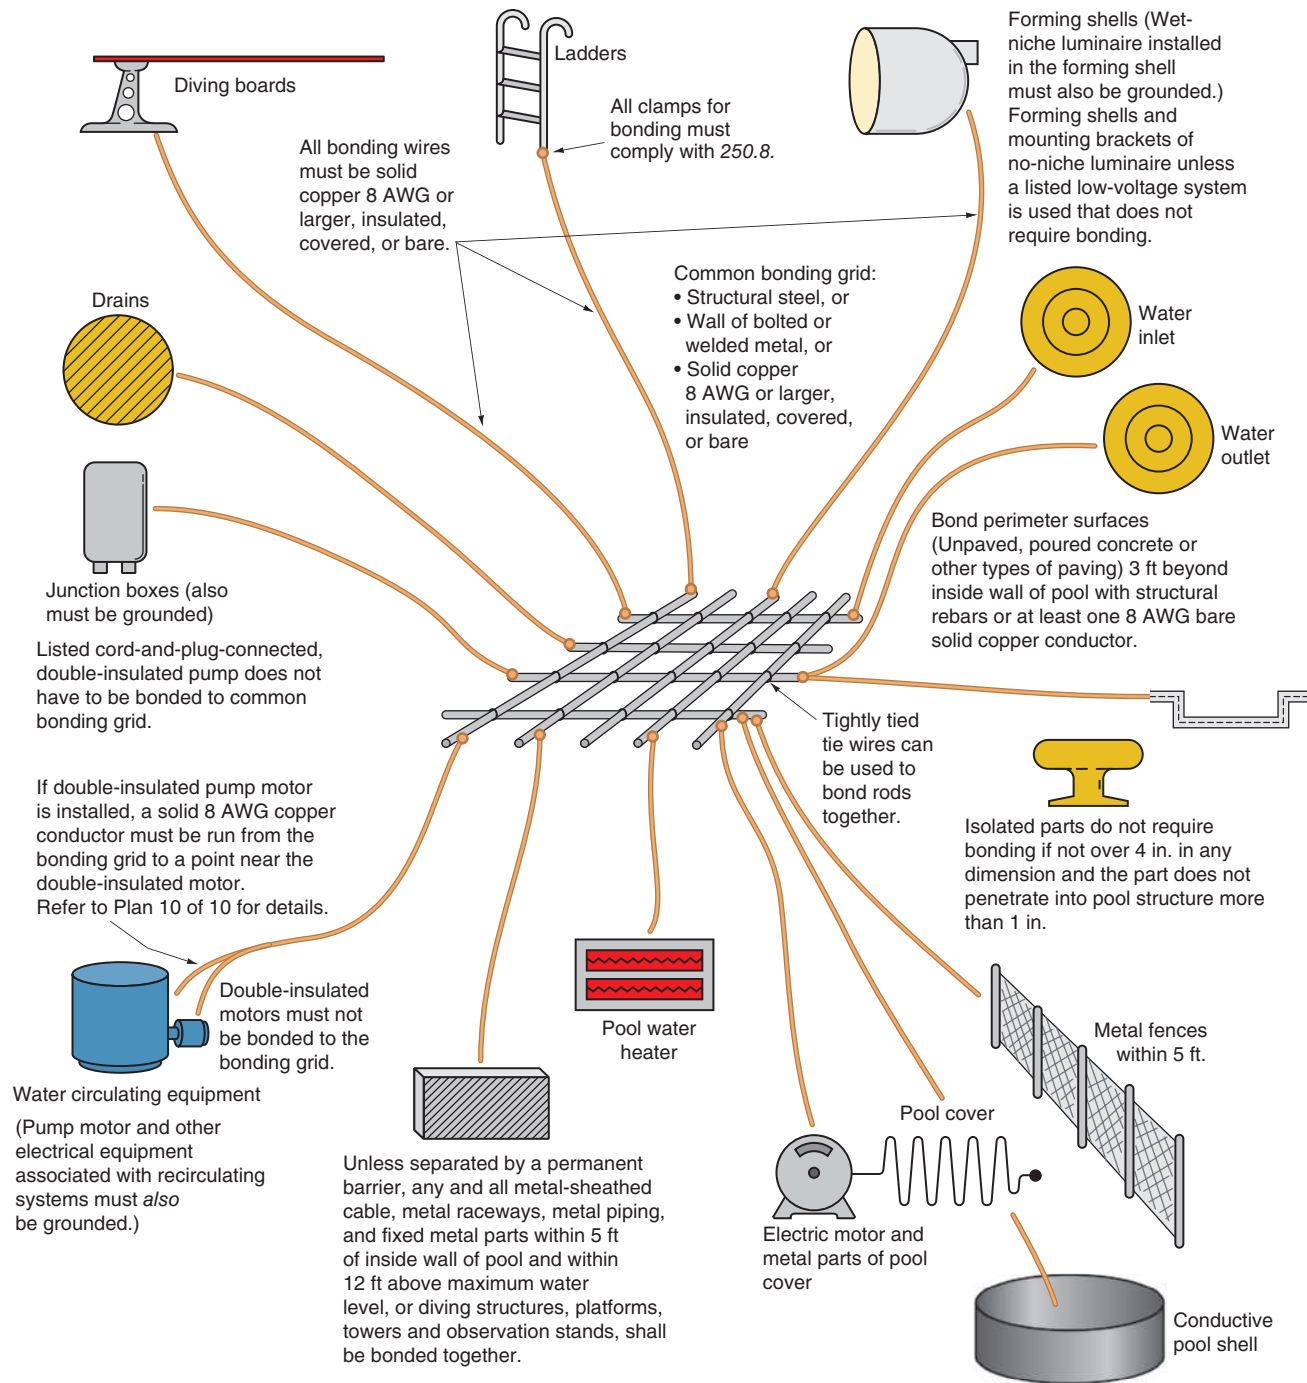 Diving boards
Ladders
All clamps for
bonding must
comply with 250.8.
Forming shells (Wet-
niche luminaire installed
in the forming shell
must also be grounded.)
Forming shells and
mounting brackets of
no-niche luminaire unless
a listed low-voltage system
is used that does not
require bonding.
All bonding wires
must be solid
copper 8 AWG or
larger, insulated,
covered, or bare.
Common bonding grid:
• Structural steel, or
• Wall of bolted or
welded metal, or
• Solid copper
8 AWG or larger,
insulated, covered,
or bare
Drains
Water
inlet
Water
outlet
Junction boxes (also
must be grounded)
Listed cord-and-plug-connected,
double-insulated pump does not
have to be bonded to common
bonding grid.
Bond perimeter surfaces
(Unpaved, poured concrete or
other types of paving) 3 ft beyond
inside wall of pool with structural
rebars or at least one 8 AWG bare
solid copper conductor.
Tightly tied
tie wires can
be used to
bond rods
together.
If double-insulated pump motor
is installed, a solid 8 AWG copper
conductor must be run from the
bonding grid to a point near the
double-insulated motor.
Refer to Plan 10 of 10 for details.
Isolated parts do not require
bonding if not over 4 in. in any
dimension and the part does not
penetrate into pool structure more
than 1 in.
Double-insulated
motors must not
be bonded to the
bonding grid.
Water circulating equipment
(Pump motor and other
electrical equipment
associated with recirculating
systems must also
be grounded.)
Pool water
heater
Metal fences
within 5 ft.
Unless separated by a permanent
barrier, any and all metal-sheathed
cable, metal raceways, metal piping,
and fixed metal parts within 5 ft
of inside wall of pool and within
12 ft above maximum water
level, or diving structures, platforms,
towers and observation stands, shall
be bonded together.
Pool cover
Electric motor and
metal parts of pool
cover
Conductive
pool shell